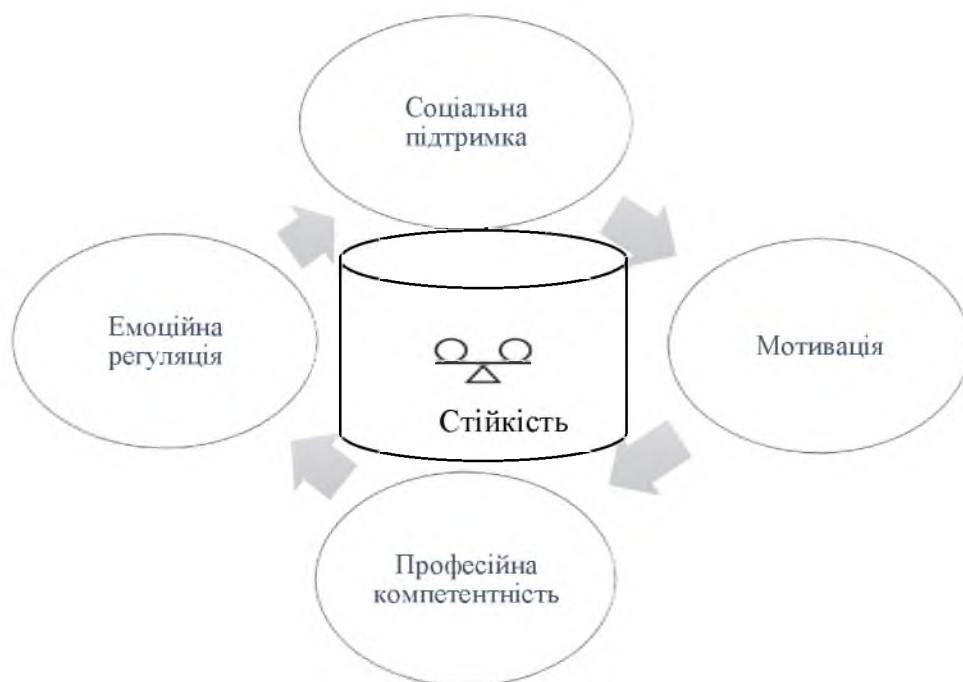 Соціальна
підтримка
Емоційна
регуляція
Мотивація
Стійкість
Професійна
компетентність